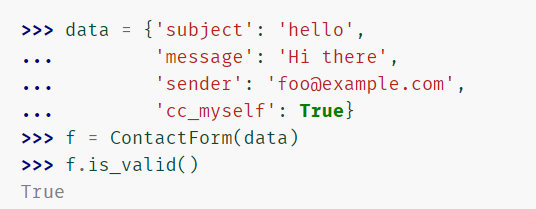 >>> data = {'subject': 'hello',
...         'message': 'Hi there',
...         'sender': 'foo@example.com',
...         'cc_myself': True}
>>> f = ContactForm(data)
>>> f.is_valid()
True